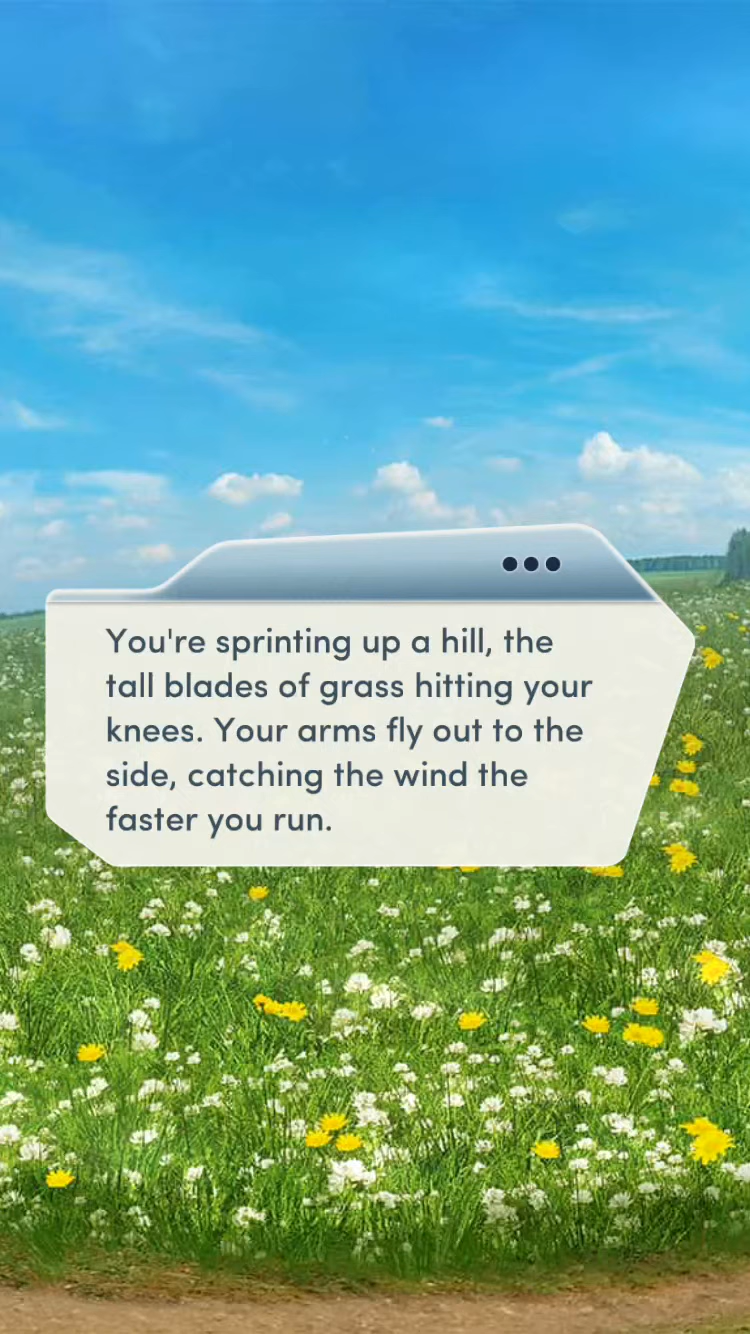 You're sprinting up a hill, the
tall blades of grass hitting your
knees. Your arms fly out to the
side, catching the wind the
faster you run.